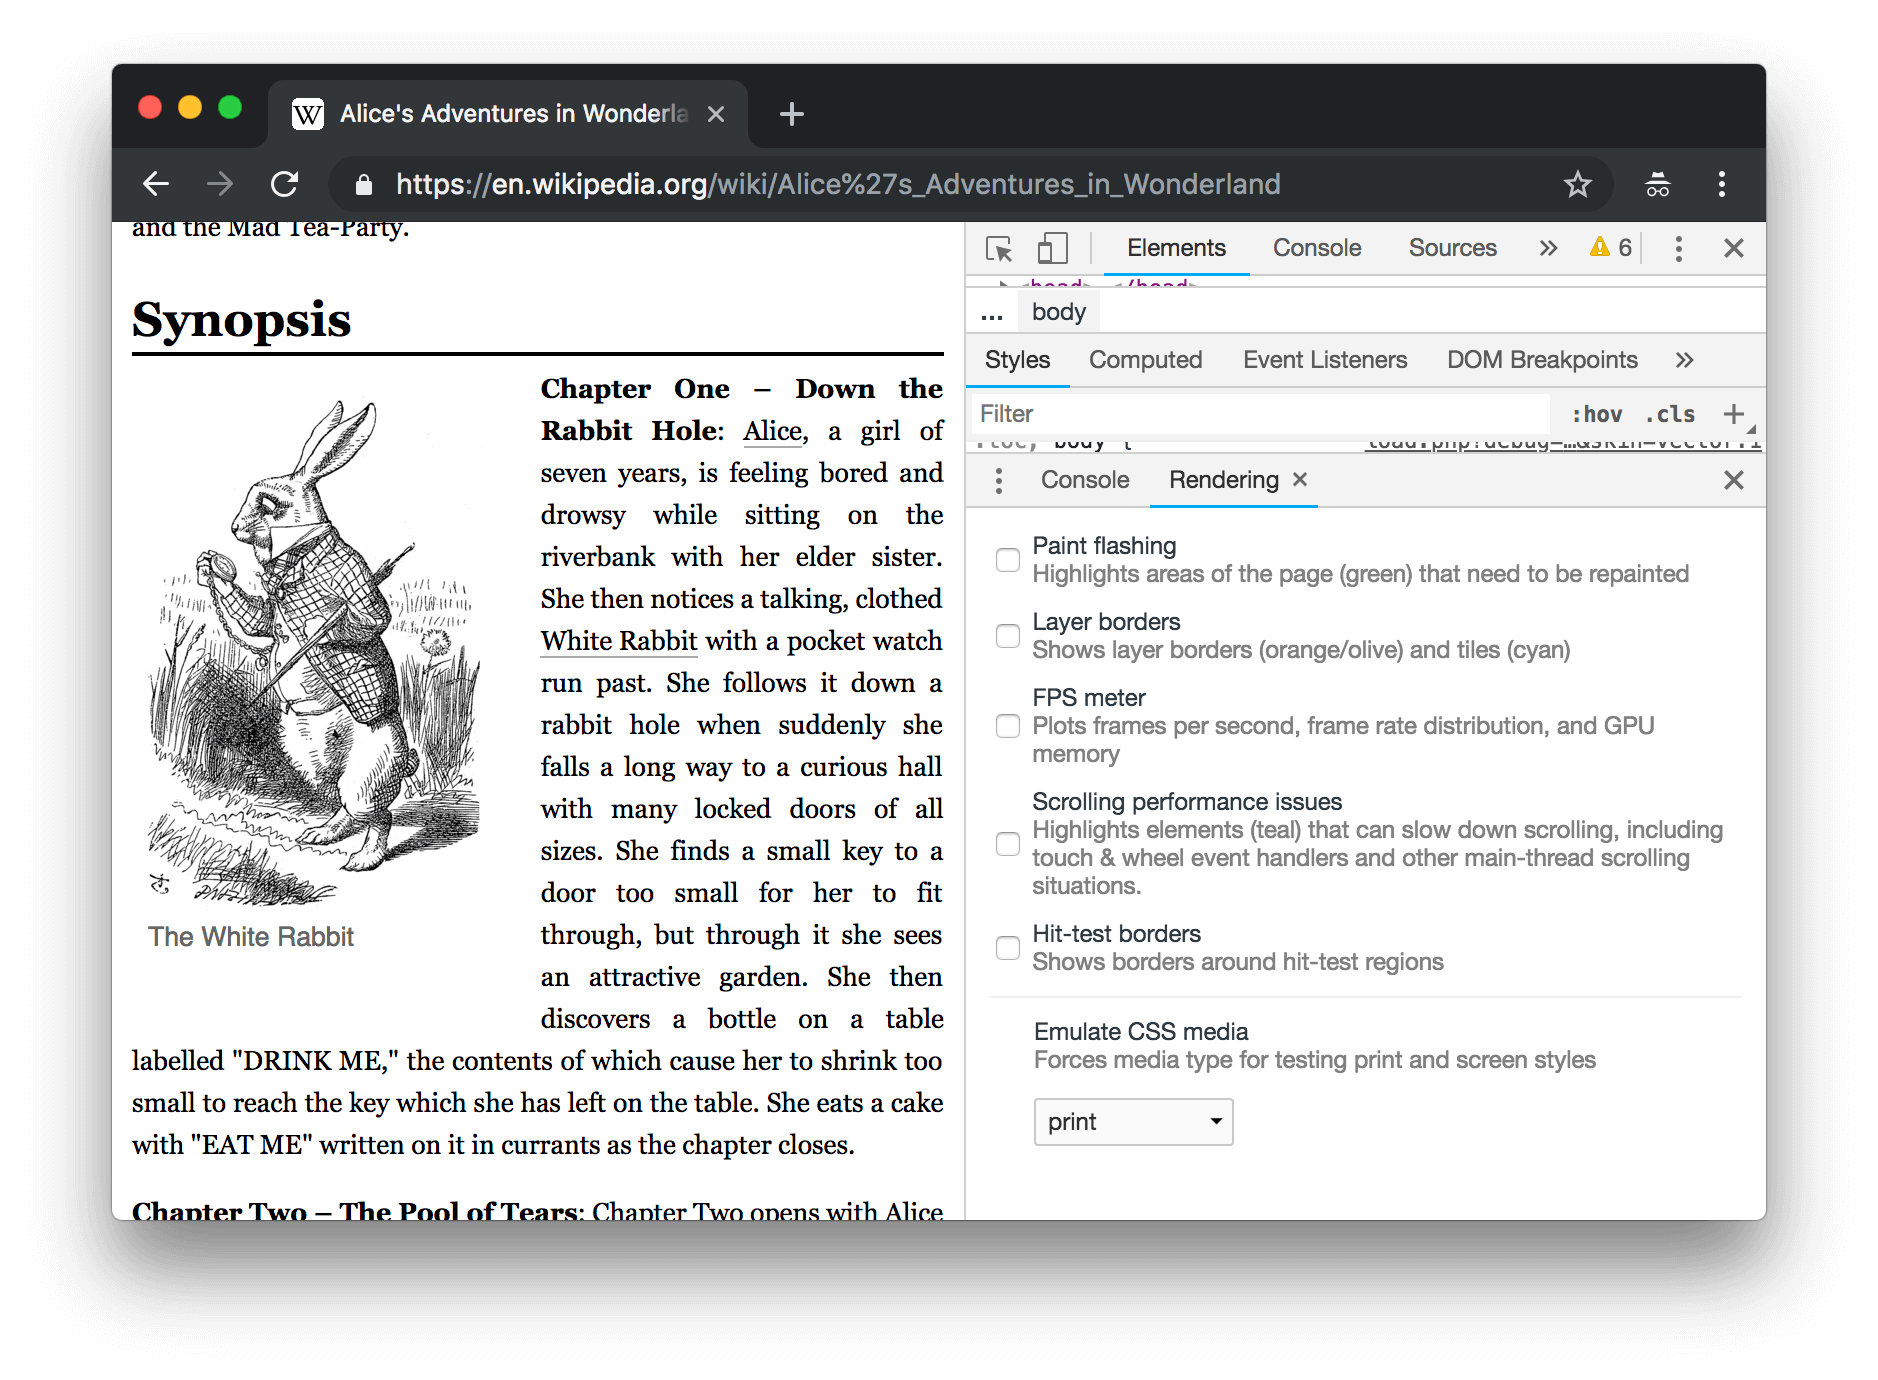 Alice's Adventures in Wonderla
https://en.wikipedia.org/wiki/Alice%27s_Adventures_in_Wonderland
and the Mad Tea-Party.
Synopsis
Chapter One – Down the
Rabbit Hole: Alice, a girl of
seven years, is feeling bored and
drowsy while sitting on the
riverbank with her elder sister.
She then notices a talking, clothed
White Rabbit with a pocket watch
run past. She follows it down a
rabbit hole when suddenly she
falls a long way to a curious hall
with many locked doors of all
sizes. She finds a small key to a
door too small for her to fit
through, but through it she sees
an attractive garden. She then
discovers a bottle on a table
The White Rabbit
labelled "DRINK ME," the contents of which cause her to shrink too
small to reach the key which she has left on the table. She eats a cake
with "EAT ME" written on it in currants as the chapter closes.
Chapter Two – The Pool of Tears: Chapter Two opens with Alice
Elements Console Sources » 6
<head> </head>
... body
Styles Computed Event Listeners DOM Breakpoints »
Filter :hov .cls +
.toc, body { load.php?debug=…&skin=vector:1
Console Rendering
Paint flashing
Highlights areas of the page (green) that need to be repainted
Layer borders
Shows layer borders (orange/olive) and tiles (cyan)
FPS meter
Plots frames per second, frame rate distribution, and GPU
memory
Scrolling performance issues
Highlights elements (teal) that can slow down scrolling, including
touch & wheel event handlers and other main-thread scrolling
situations.
Hit-test borders
Shows borders around hit-test regions
Emulate CSS media
Forces media type for testing print and screen styles
print